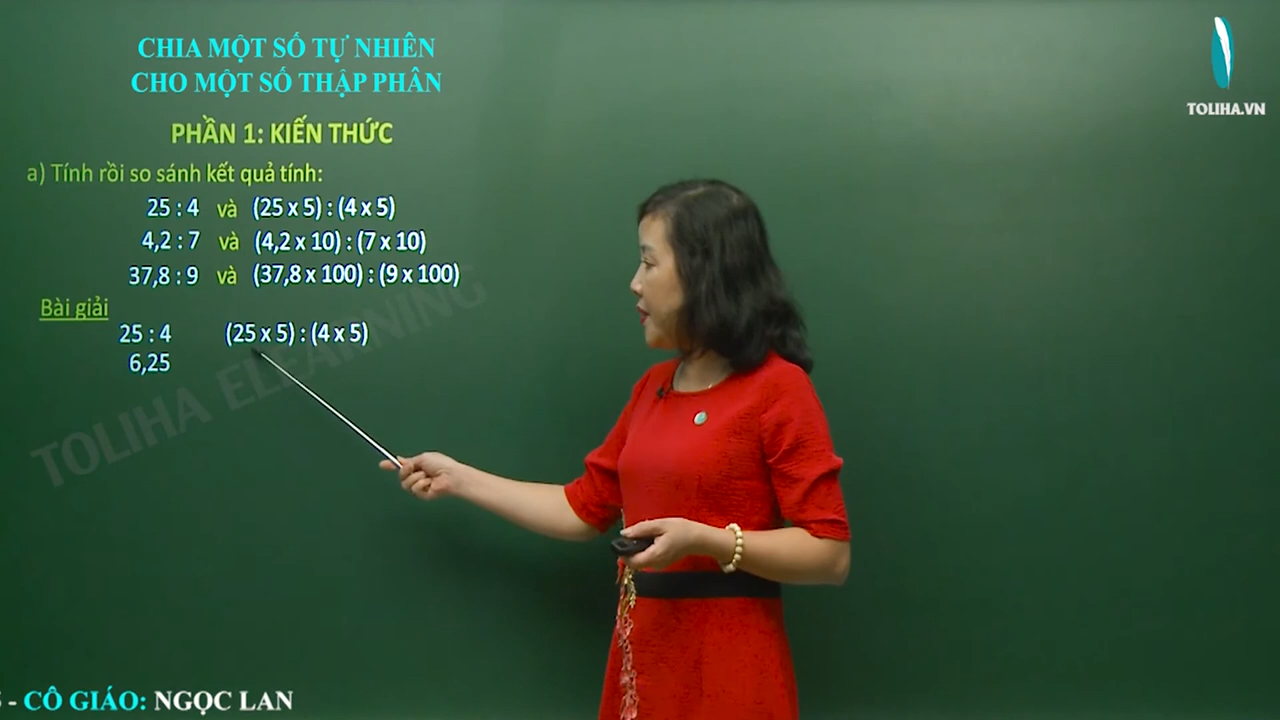 CHIA MỘT SỐ TỰ NHIÊN
CHO MỘT SỐ THẬP PHÂN
TOLIHA.VN
PHẦN 1: KIẾN THỨC
a) Tính rồi so sánh kết quả tính:
25 : 4 và (25 x 5) : (4 x 5)
4,2 : 7 và (4,2 x 10) : (7 x 10)
37,8 : 9 và (37,8 x 100) : (9 x 100)
Bài giải
25 : 4 (25 x 5) : (4 x 5)
6,25
TOLIHA ELEARNING
- CÔ GIÁO: NGỌC LAN